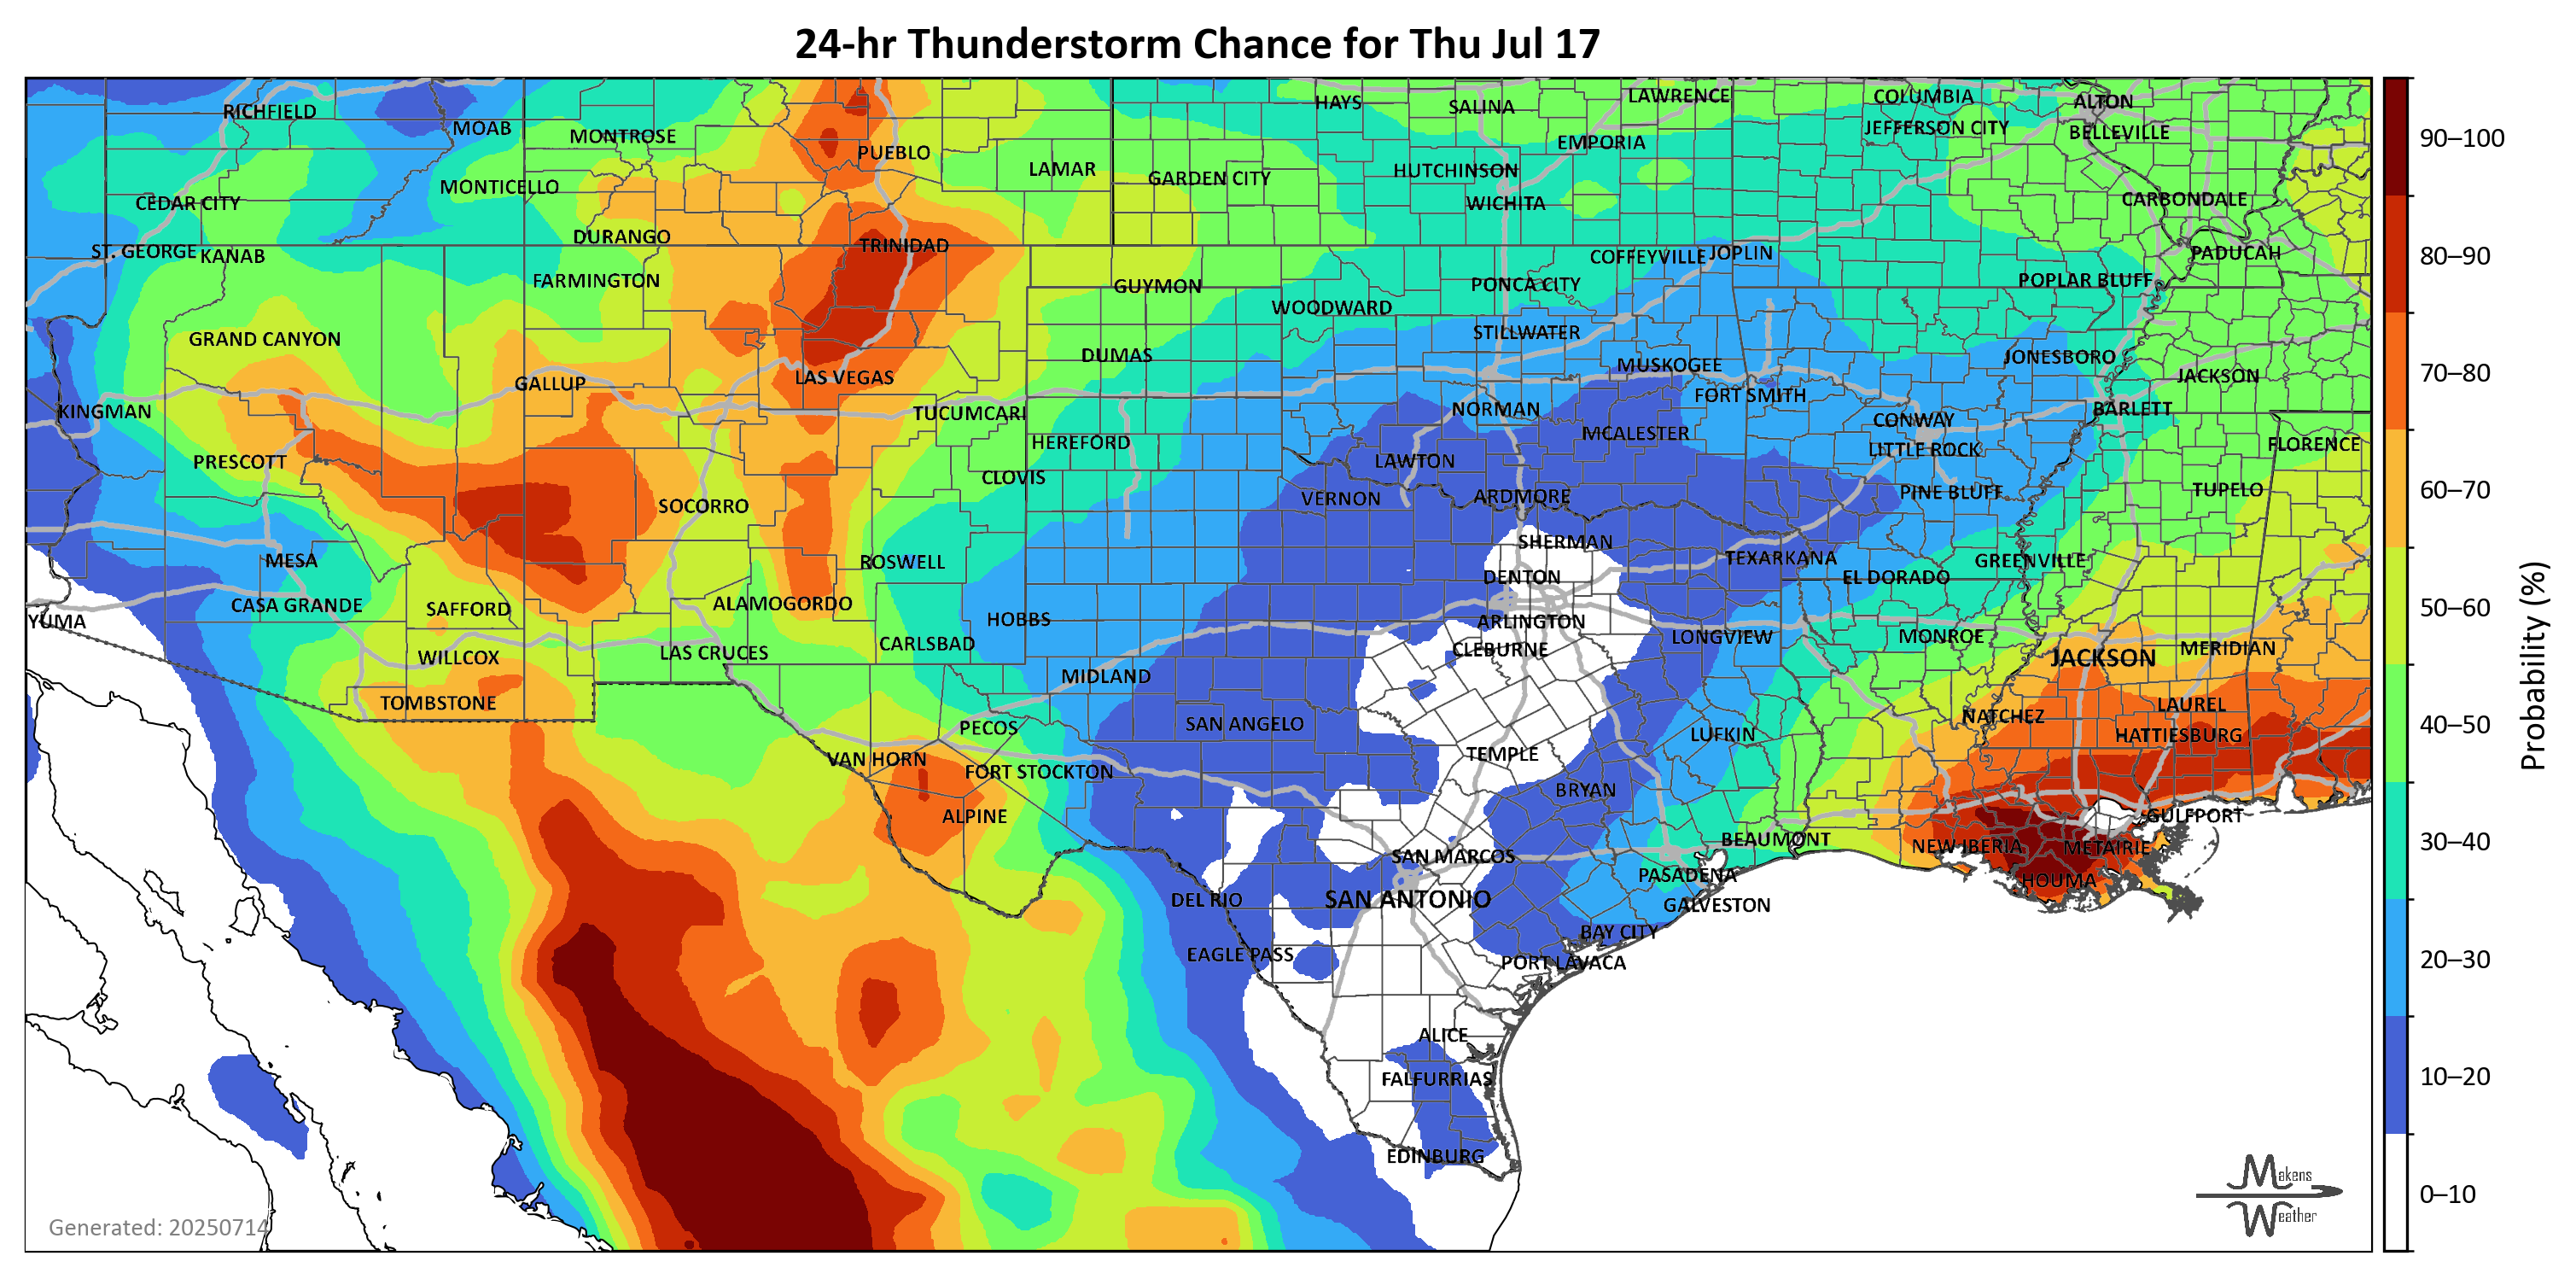 24-hr Thunderstorm Chance for Thu Jul 17
RICHFIELD
MOAB
MONTROSE
PUEBLO
LAMAR
HAYS
SALINA
LAWRENCE
COLUMBIA
ALTON
JEFFERSON CITY
BELLEVILLE
EMPORIA
HUTCHINSON
GARDEN CITY
WICHITA
MONTICELLO
CEDAR CITY
CARBONDALE
DURANGO
TRINIDAD
ST. GEORGE
KANAB
FARMINGTON
GUYMON
COFFEYVILLE
JOPLIN
PADUCAH
WOODWARD
PONCA CITY
POPLAR BLUFF
GRAND CANYON
STILLWATER
DUMAS
MUSKOGEE
JONESBORO
GALLUP
LAS VEGAS
FORT SMITH
JACKSON
KINGMAN
TUCUMCARI
NORMAN
CONWAY
BARLETT
HEREFORD
MCALESTER
LITTLE ROCK
FLORENCE
PRESCOTT
CLOVIS
LAWTON
SOCORRO
VERNON
ARDMORE
PINE BLUFF
TUPELO
MESA
ROSWELL
SHERMAN
TEXARKANA
GREENVILLE
DENTON
EL DORADO
CASA GRANDE
SAFFORD
ALAMOGORDO
YUMA
HOBBS
ARLINGTON
LONGVIEW
MONROE
WILLCOX
LAS CRUCES
CARLSBAD
CLEBURNE
JACKSON
MERIDIAN
TOMBSTONE
MIDLAND
PECOS
SAN ANGELO
LUFKIN
NATCHEZ
LAUREL
HATTIESBURG
VAN HORN
FORT STOCKTON
TEMPLE
BRYAN
ALPINE
GULFPORT
BEAUMONT
NEW IBERIA
METAIRIE
SAN MARCOS
PASADENA
HOUMA
DEL RIO
SAN ANTONIO
GALVESTON
BAY CITY
EAGLE PASS
PORT LAVACA
ALICE
FALFURRIAS
EDINBURG
Generated: 20250714
Makens
Weather
90–100
80–90
70–80
60–70
50–60
40–50
30–40
20–30
10–20
0–10
Probability (%)